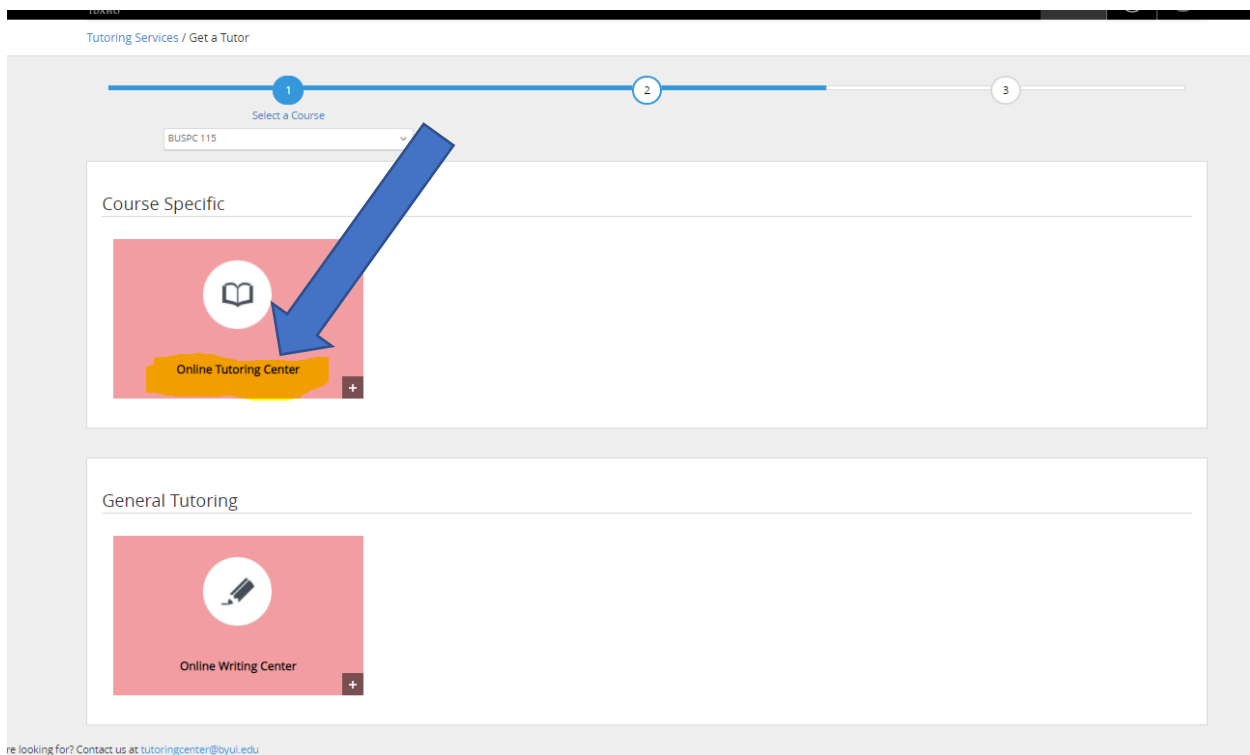 IDAHO
Tutoring Services / Get a Tutor
1
2
3
Select a Course
BUSPC 115
Course Specific
Online Tutoring Center
+
General Tutoring
Online Writing Center
+
re looking for? Contact us at tutoringcenter@byui.edu